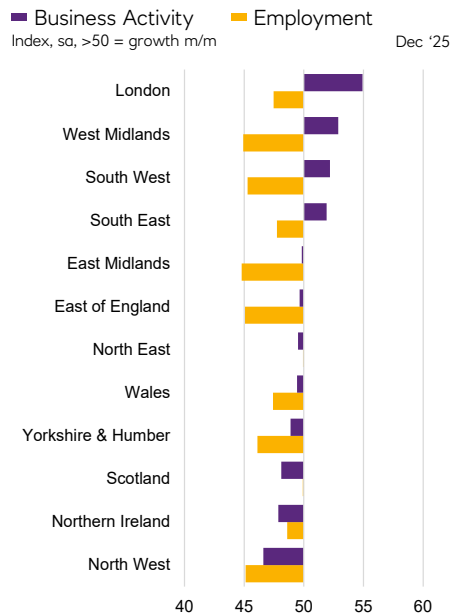 Business Activity Employment
Index, sa, >50 = growth m/m Dec ‘25
London
West Midlands
South West
South East
East Midlands
East of England
North East
Wales
Yorkshire & Humber
Scotland
Northern Ireland
North West
40 45 50 55 60